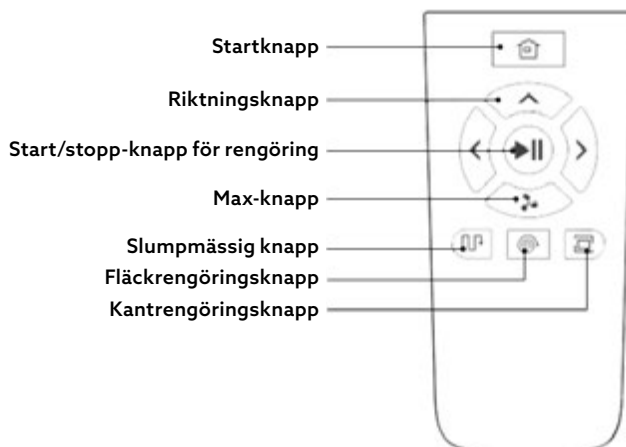 Startknapp
Riktningsknapp
Start/stopp-knapp för rengöring
Max-knapp
Slumpmässig knapp
Fläckrengöringsknapp
Kantrengöringsknapp